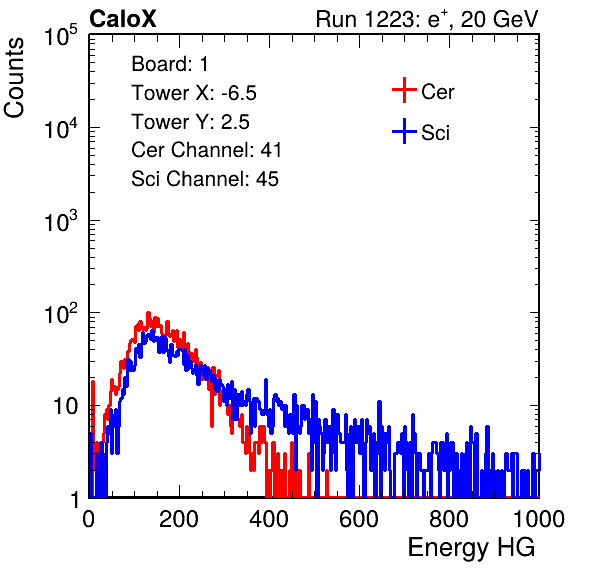 CaloX Run 1223: e⁺, 20 GeV
Counts
Board: 1
Tower X: -6.5
Tower Y: 2.5
Cer Channel: 41
Sci Channel: 45
Cer
Sci
10⁵
10⁴
10³
10²
10
1
0 200 400 600 800 1000
Energy HG